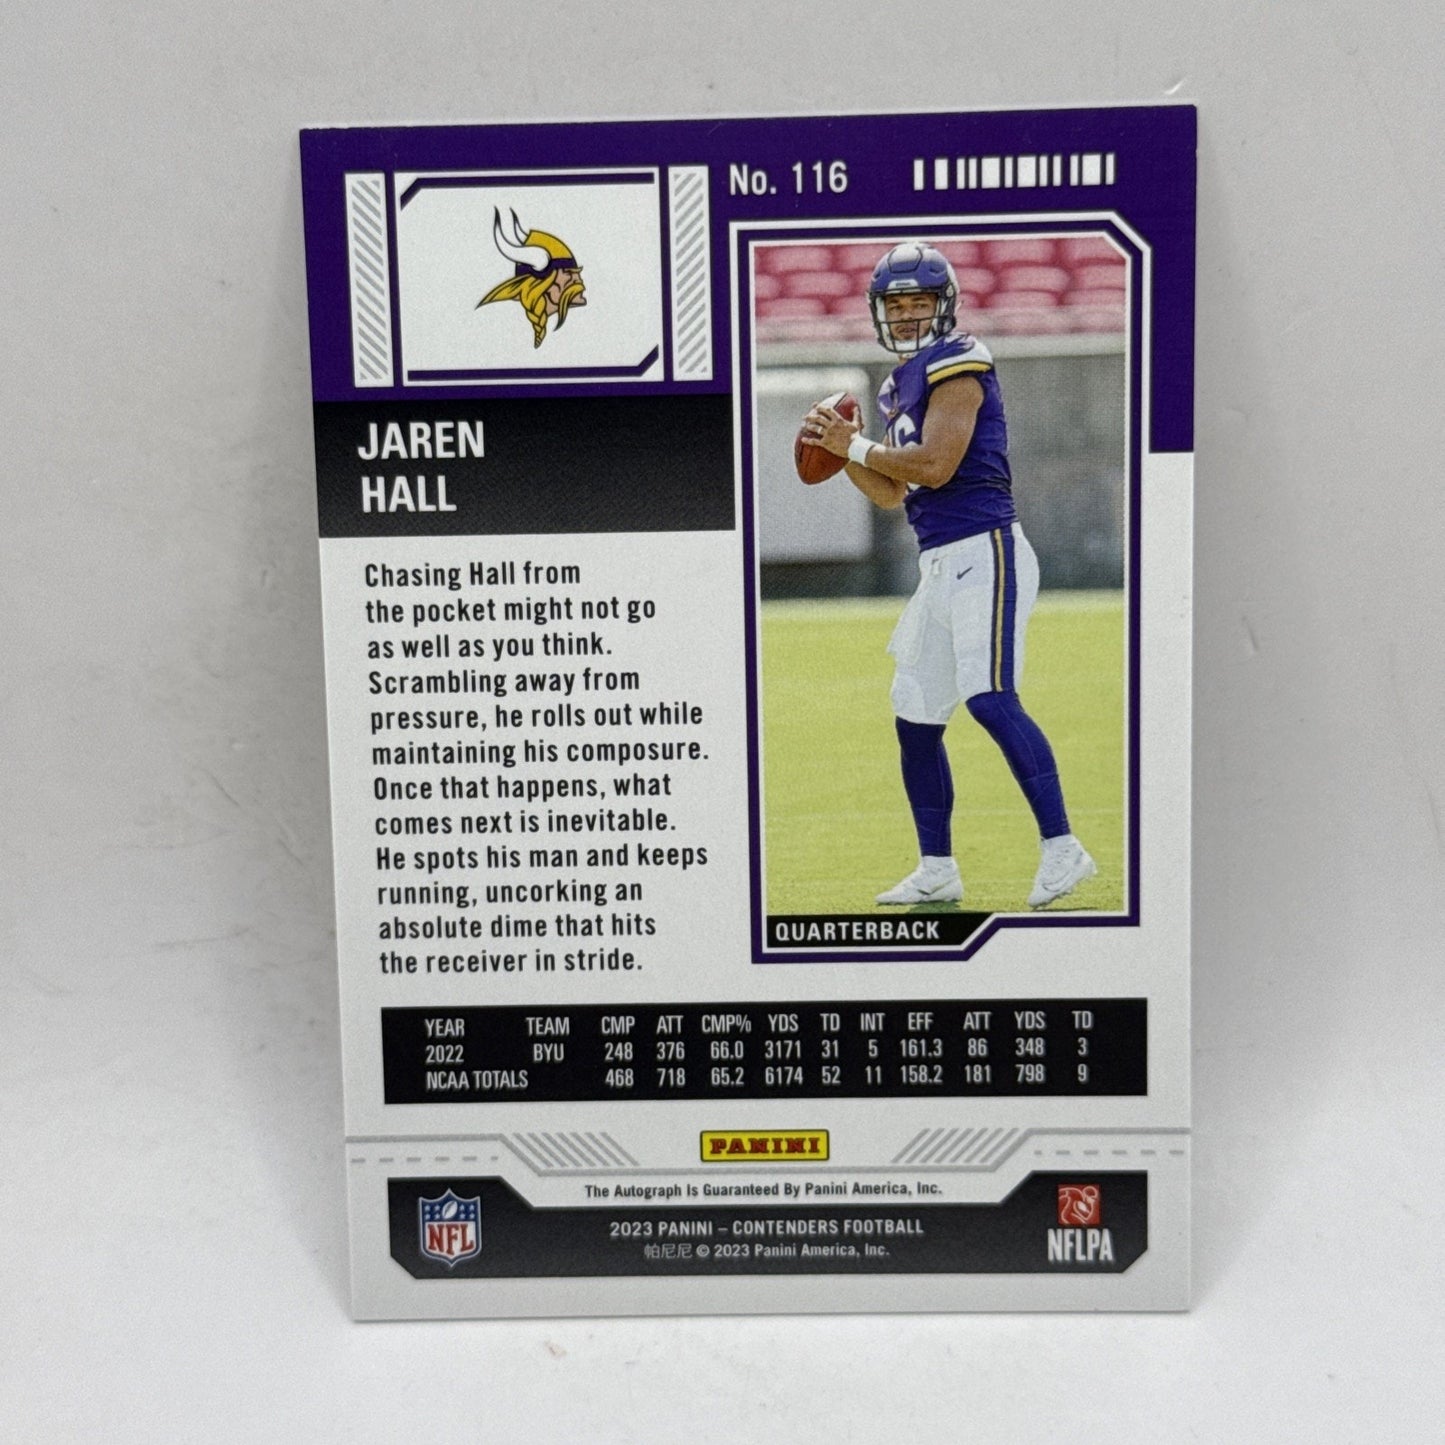 No. 116
JAREN
HALL
Chasing Hall from
the pocket might not go
as well as you think.
Scrambling away from
pressure, he rolls out while
maintaining his composure.
Once that happens, what
comes next is inevitable.
He spots his man and keeps
running, uncorking an
absolute dime that hits
the receiver in stride.
QUARTERBACK
YEAR TEAM CMP ATT CMP% YDS TD INT EFF ATT YDS TD
2022 BYU 248 376 66.0 3171 31 5 161.3 86 348 3
NCAA TOTALS 468 718 65.2 6174 52 11 158.2 181 798 9
PANINI
The Autograph Is Guaranteed By Panini America, Inc.
NFL
2023 PANINI – CONTENDERS FOOTBALL
帕尼尼 © 2023 Panini America, Inc.
NFLPA